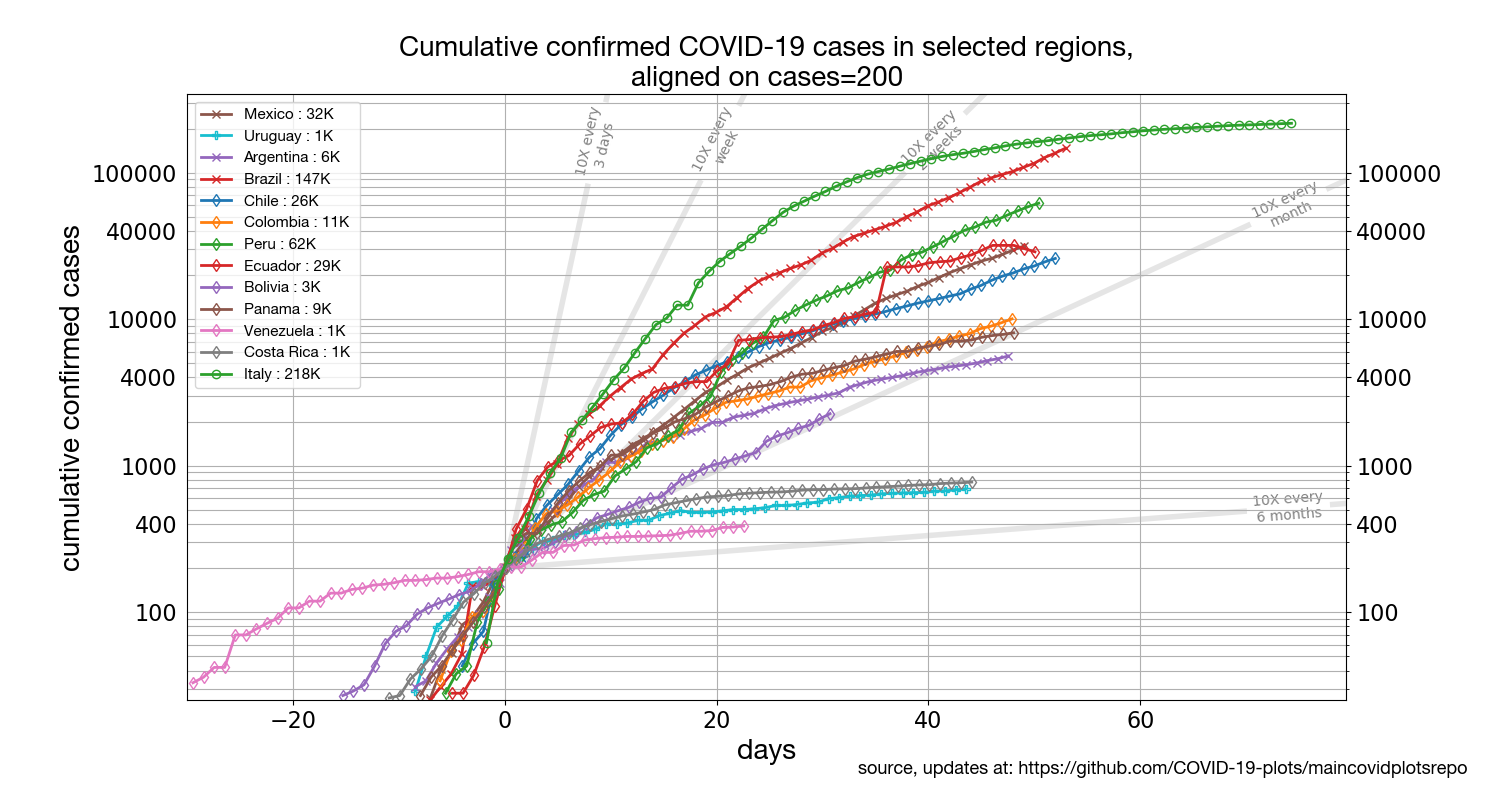 Cumulative confirmed COVID-19 cases in selected regions,
aligned on cases=200
Mexico : 32K
Uruguay : 1K
Argentina : 6K
Brazil : 147K
Chile : 26K
Colombia : 11K
Peru : 62K
Ecuador : 29K
Bolivia : 3K
Panama : 9K
Venezuela : 1K
Costa Rica : 1K
Italy : 218K
10X every
3 days
10X every
week
10X every
weeks
10X every
month
10X every
6 months
cumulative confirmed cases
100000
40000
10000
4000
1000
400
100
100000
40000
10000
4000
1000
400
100
−20
0
20
40
60
days
source, updates at: https://github.com/COVID-19-plots/maincovidplotsrepo